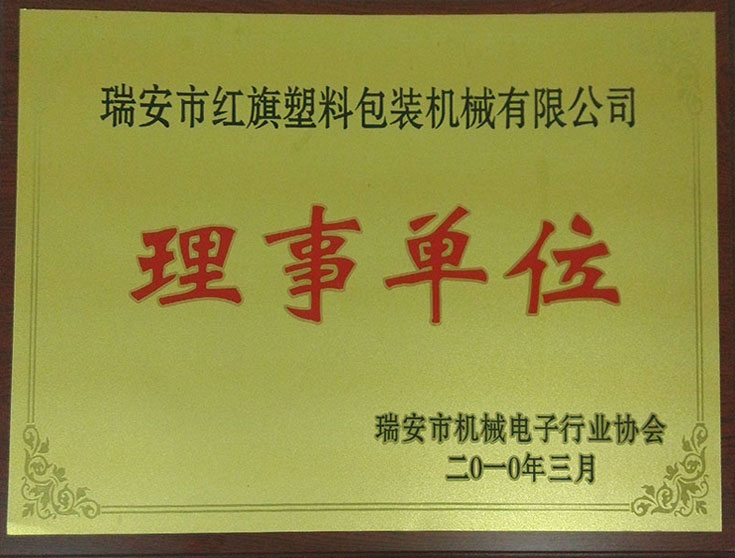 瑞安市红旗塑料包装机械有限公司
理事单位
瑞安市机械电子行业协会
二0一0年三月